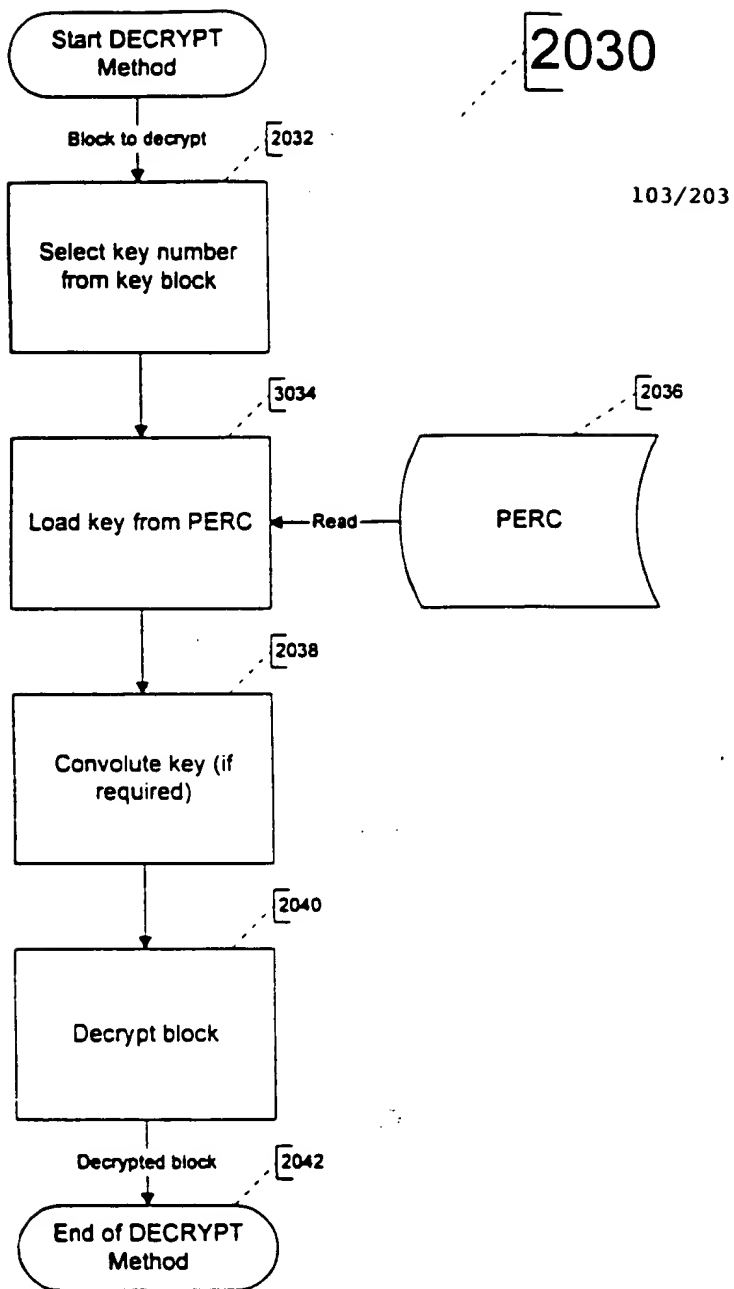 Start DECRYPT
Method
2030
Block to decrypt
2032
103/203
Select key number
from key block
3034
2036
Load key from PERC
Read
PERC
2038
Convolute key (if
required)
2040
Decrypt block
Decrypted block
2042
End of DECRYPT
Method